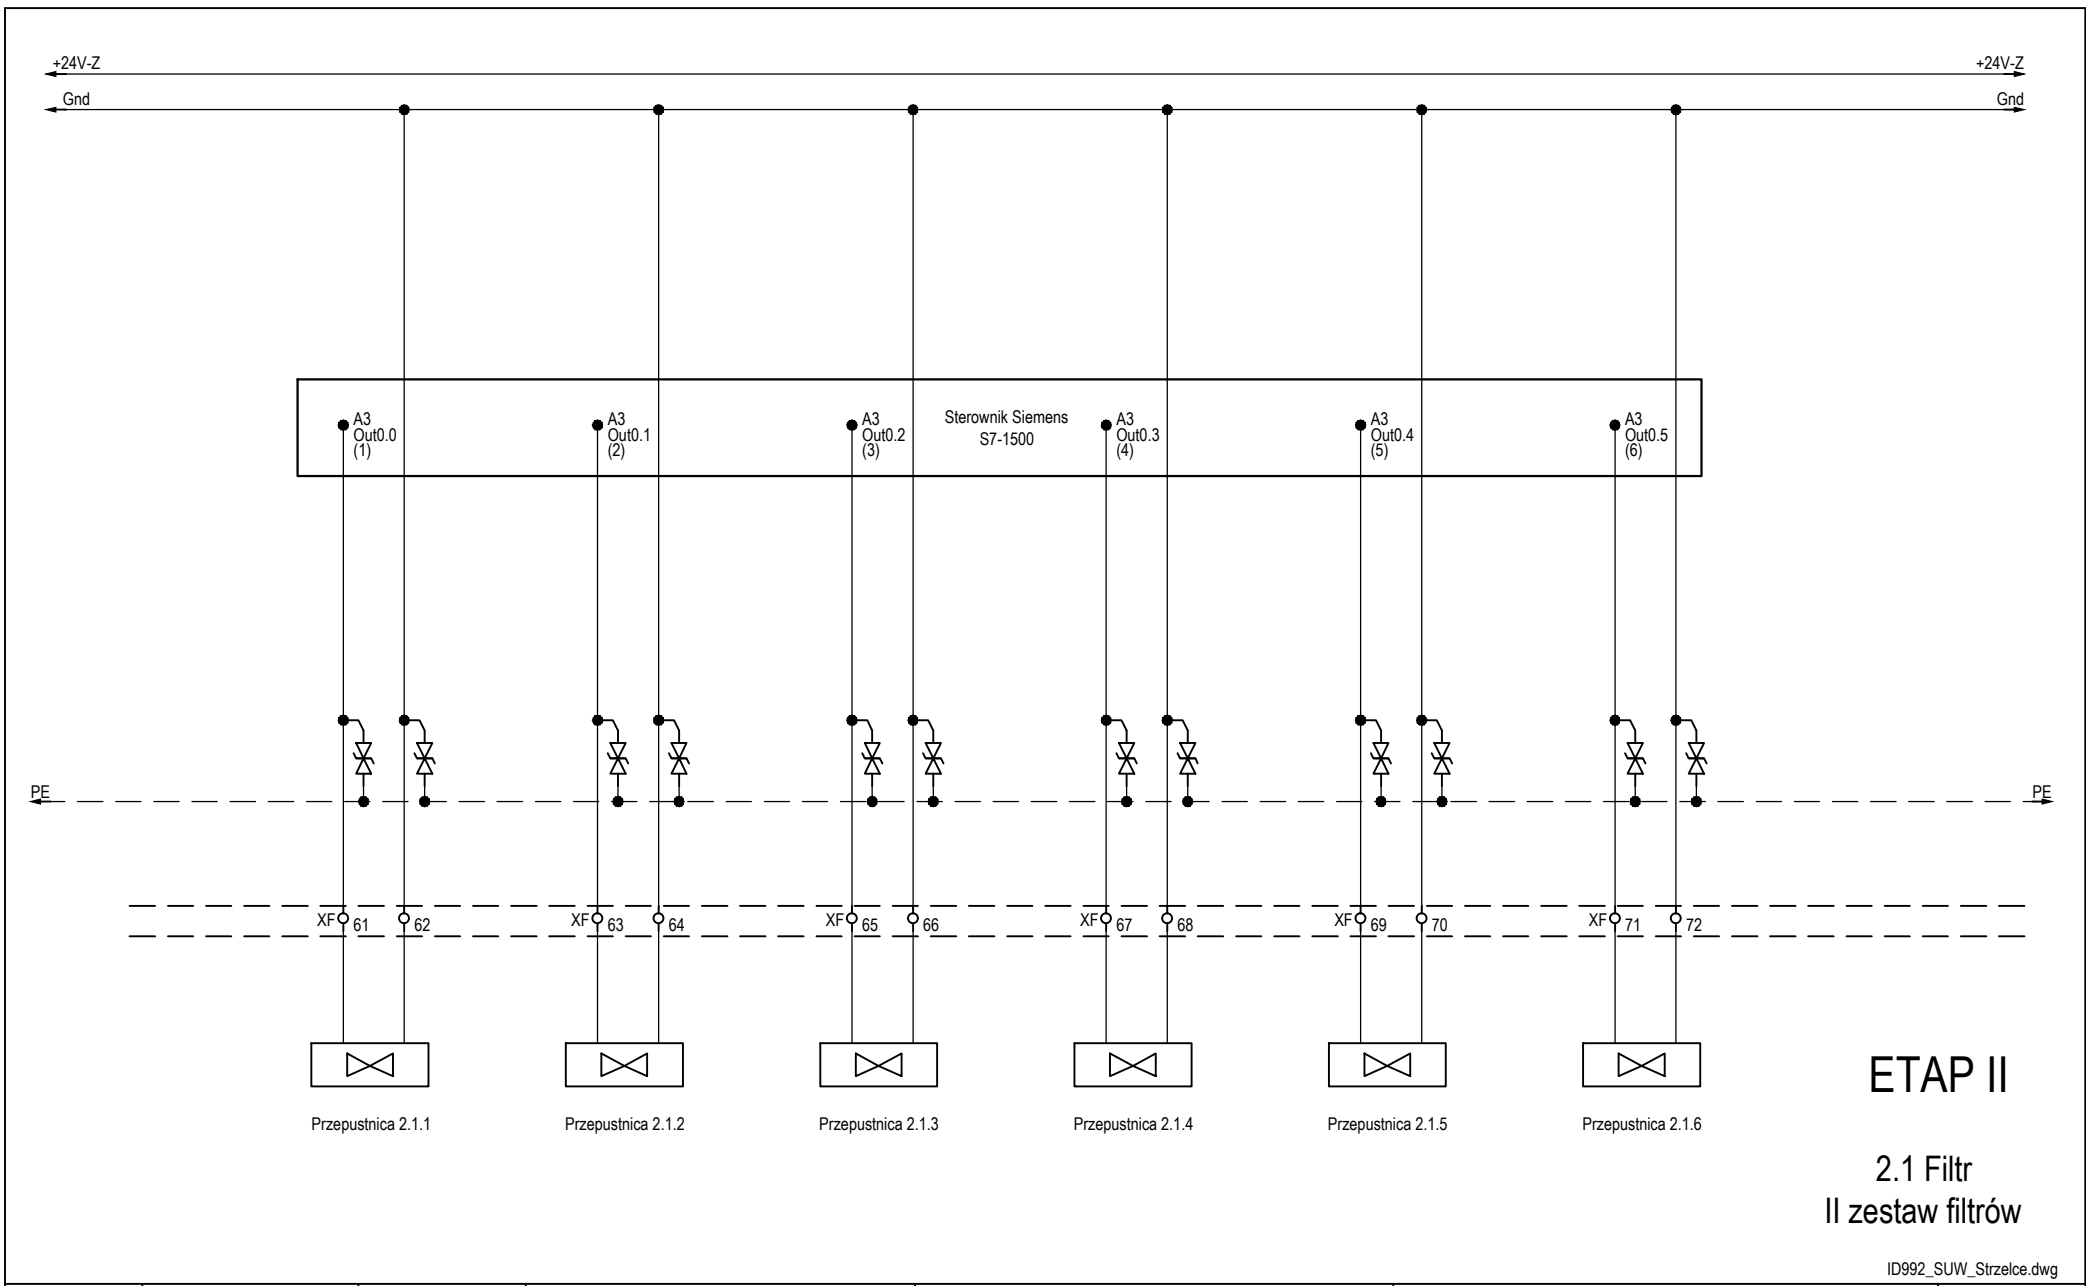 +24V-Z +24V-Z
Gnd Gnd
A3 A3 A3 Sterownik Siemens A3 A3 A3
Out0.0 Out0.1 Out0.2 S7-1500 Out0.3 Out0.4 Out0.5
(1) (2) (3) (4) (5) (6)
PE PE
XF 61 62 XF 63 64 XF 65 66 XF 67 68 XF 69 70 XF 71 72
Przepustnica 2.1.1 Przepustnica 2.1.2 Przepustnica 2.1.3 Przepustnica 2.1.4 Przepustnica 2.1.5 Przepustnica 2.1.6
ETAP II
2.1 Filtr
II zestaw filtrów
ID992_SUW_Strzelce.dwg